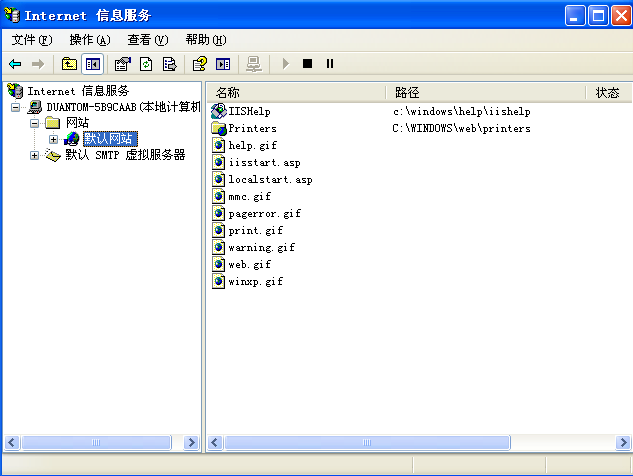 Internet 信息服务
文件(F) 操作(A) 查看(V) 帮助(H)
Internet 信息服务
DUANTOM-5B9CAAB(本地计算机
网站
默认网站
默认 SMTP 虚拟服务器
名称 路径 状态
IISHelp c:\windows\help\iishelp
Printers C:\WINDOWS\web\printers
help.gif
iisstart.asp
localstart.asp
mmc.gif
pagerror.gif
print.gif
warning.gif
web.gif
winxp.gif